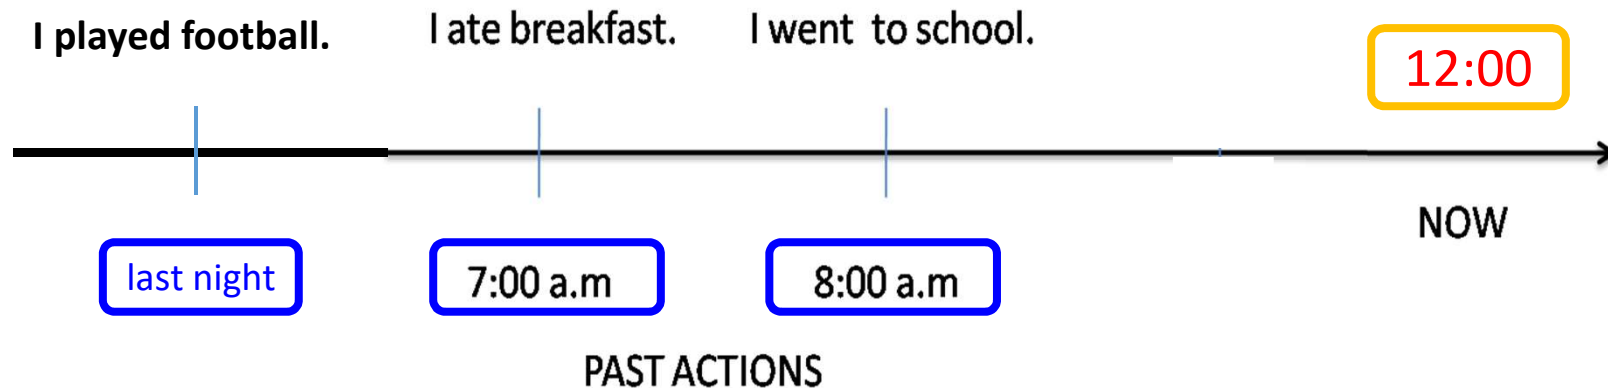 I played football.
I ate breakfast.
I went to school.
12:00
NOW
last night
7:00 a.m
8:00 a.m
PAST ACTIONS